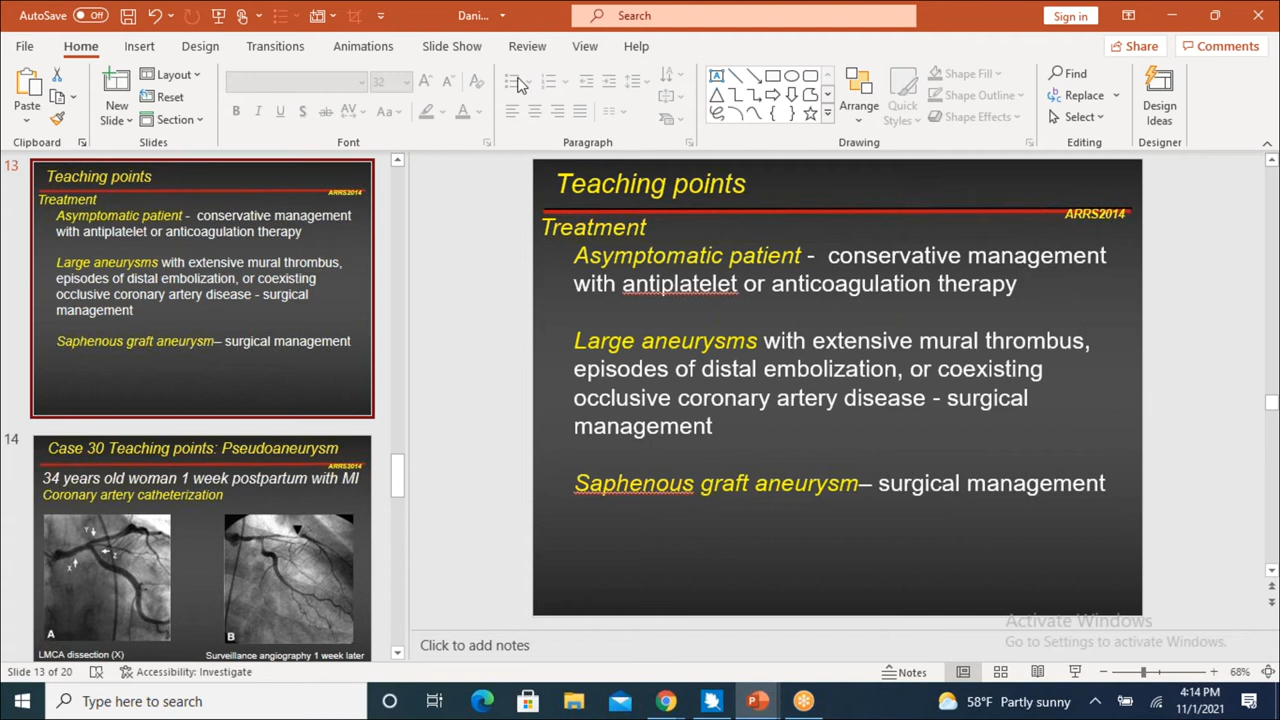 AutoSave Off Dani... Search Sign in
File Home Insert Design Transitions Animations Slide Show Review View Help Share Comments
Paste New Slide Layout Reset Section 32 Aa Arrange Quick Styles Shape Fill Shape Outline Shape Effects Find Replace Select Design Ideas
Clipboard Slides Font Paragraph Drawing Editing Designer
13
Teaching points
ARRS2014
Treatment
Asymptomatic patient - conservative management
with antiplatelet or anticoagulation therapy
Large aneurysms with extensive mural thrombus,
episodes of distal embolization, or coexisting
occlusive coronary artery disease - surgical
management
Saphenous graft aneurysm– surgical management
14
Case 30 Teaching points: Pseudoaneurysm
ARRS2014
34 years old woman 1 week postpartum with MI
Coronary artery catheterization
Y
Z
X
A
B
LMCA dissection (X)
Surveillance angiography 1 week later
Teaching points
ARRS2014
Treatment
Asymptomatic patient - conservative management
with antiplatelet or anticoagulation therapy
Large aneurysms with extensive mural thrombus,
episodes of distal embolization, or coexisting
occlusive coronary artery disease - surgical
management
Saphenous graft aneurysm– surgical management
Activate Windows
Go to Settings to activate Windows.
Click to add notes
Slide 13 of 20 Accessibility: Investigate Notes 68%
Type here to search 58°F Partly sunny 4:14 PM
11/1/2021